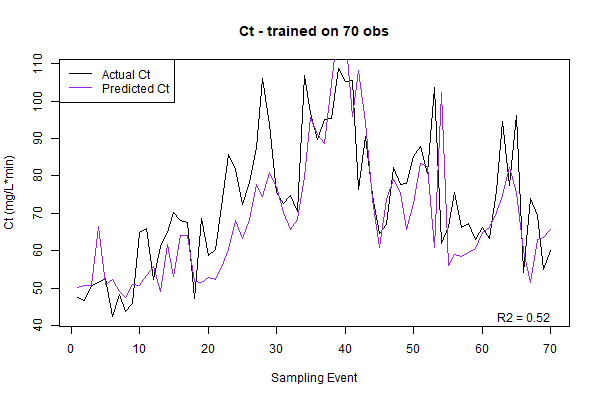 Ct - trained on 70 obs
Actual Ct
Predicted Ct
Ct (mg/L*min)
110
100
90
80
70
60
50
40
R2 = 0.52
0 10 20 30 40 50 60 70
Sampling Event